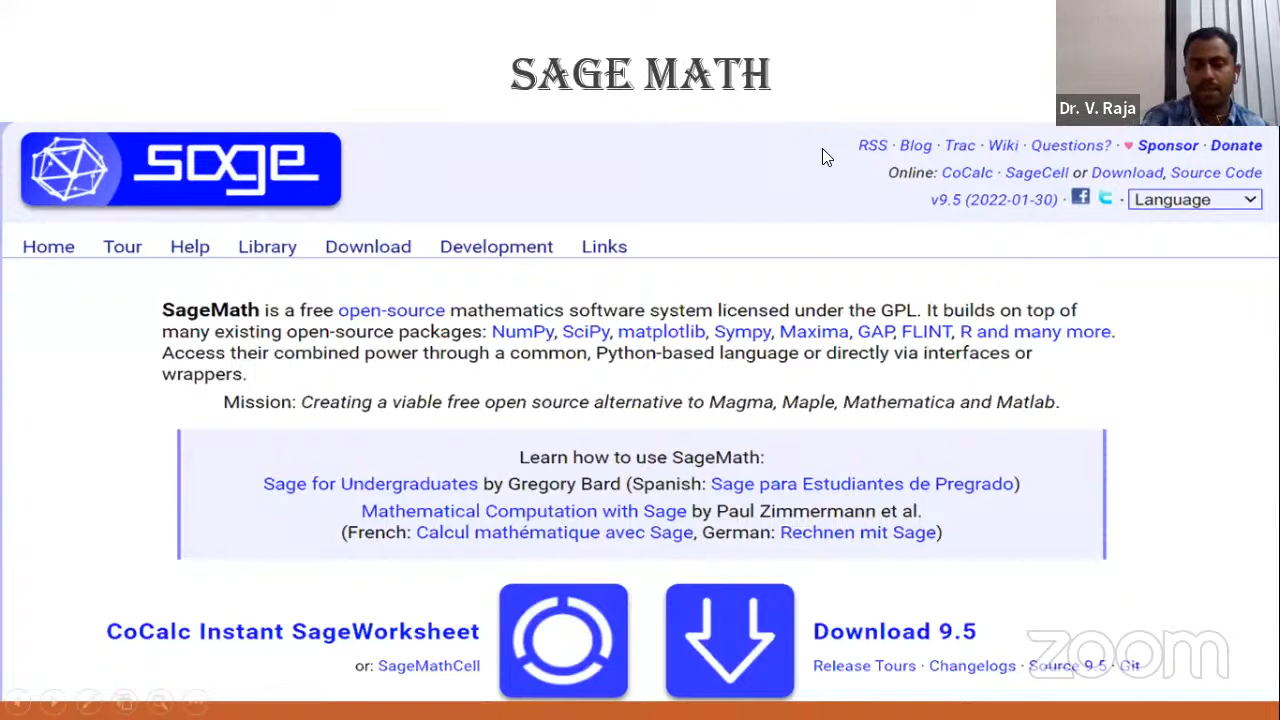 SAGE MATH
Dr. V. Raja
sage
RSS · Blog · Trac · Wiki · Questions? · ♥ Sponsor · Donate
Online: CoCalc · SageCell or Download, Source Code
v9.5 (2022-01-30) · · Language
Home Tour Help Library Download Development Links
SageMath is a free open-source mathematics software system licensed under the GPL. It builds on top of
many existing open-source packages: NumPy, SciPy, matplotlib, Sympy, Maxima, GAP, FLINT, R and many more.
Access their combined power through a common, Python-based language or directly via interfaces or
wrappers.
Mission: Creating a viable free open source alternative to Magma, Maple, Mathematica and Matlab.
Learn how to use SageMath:
Sage for Undergraduates by Gregory Bard (Spanish: Sage para Estudiantes de Pregrado)
Mathematical Computation with Sage by Paul Zimmermann et al.
(French: Calcul mathématique avec Sage, German: Rechnen mit Sage)
CoCalc Instant SageWorksheet
or: SageMathCell
Download 9.5
Release Tours · Changelogs · Source 9.5 · Git
zoom